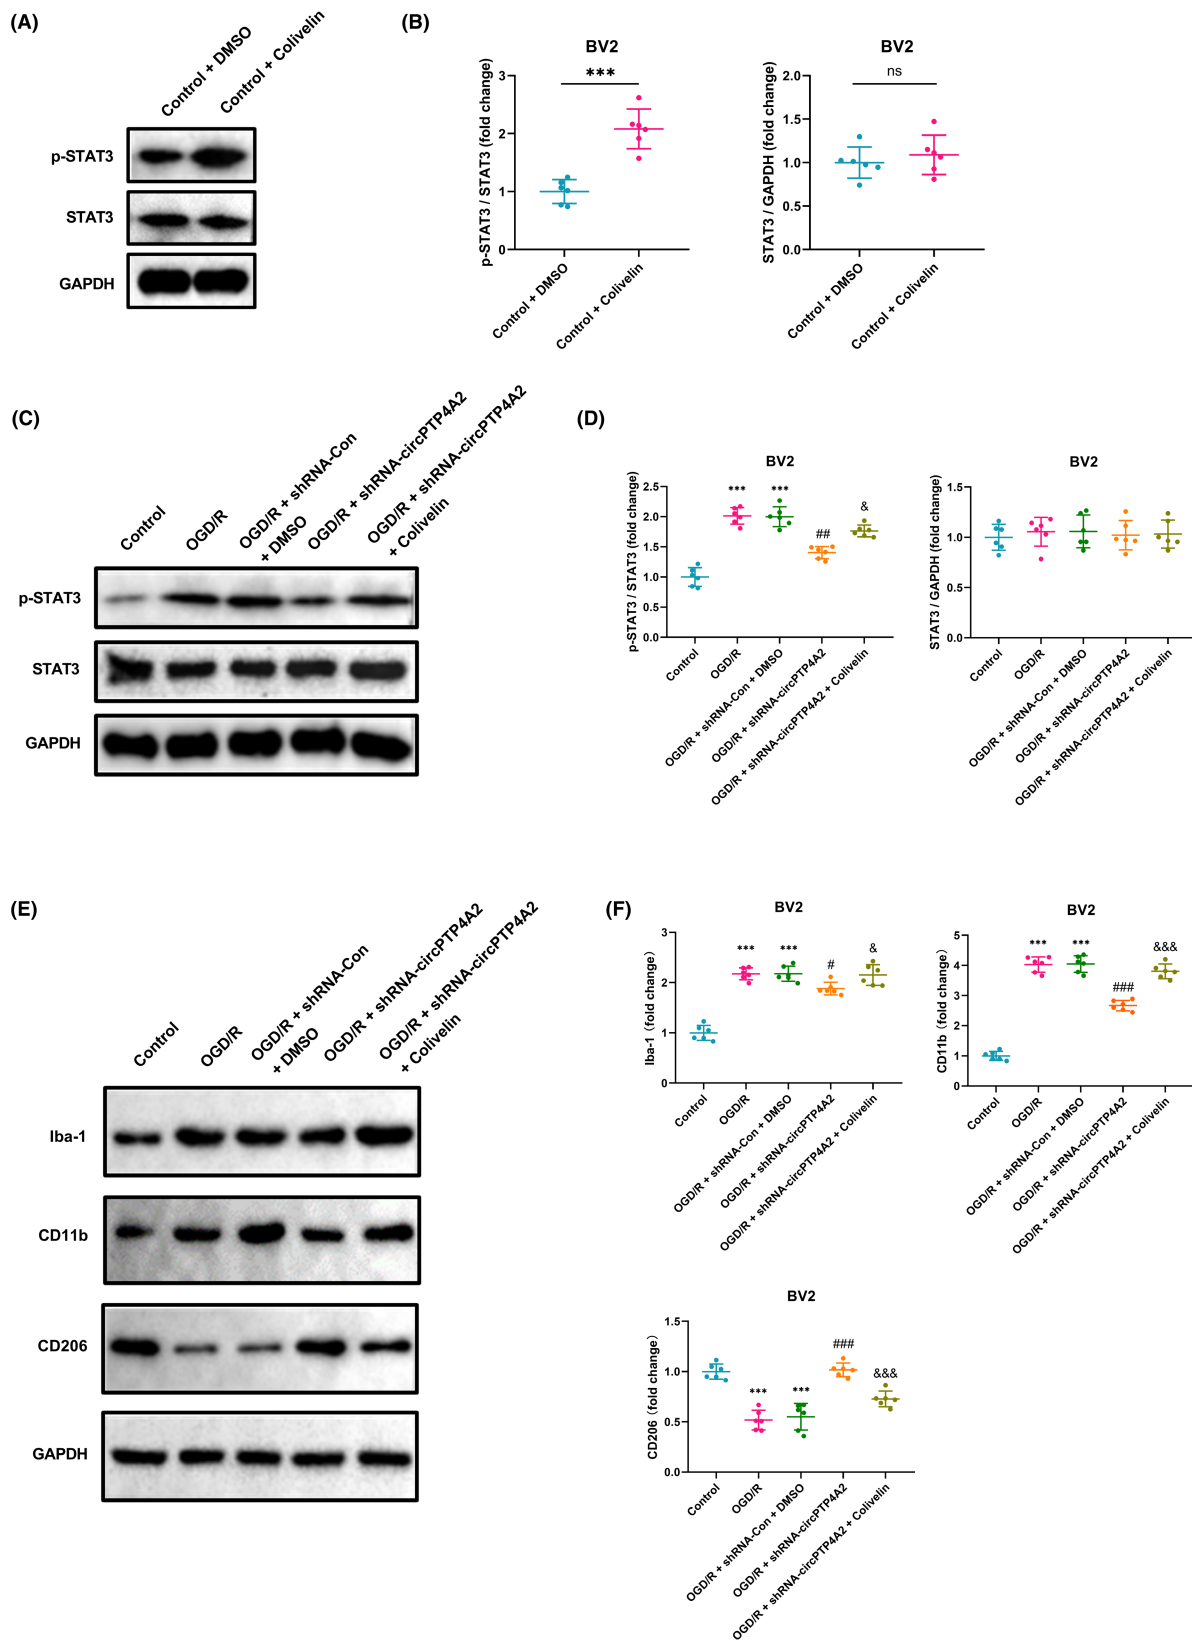 (A)
Control + DMSO
Control + Colivelin
p-STAT3
STAT3
GAPDH
(B)
BV2
***
p-STAT3 / STAT3 (fold change)
3
2
1
0
Control + DMSO
Control + Colivelin
BV2
ns
STAT3 / GAPDH (fold change)
2.0
1.5
1.0
0.5
0.0
Control + DMSO
Control + Colivelin
(C)
Control
OGD/R
OGD/R + shRNA-Con
+ DMSO
OGD/R + shRNA-circPTP4A2
OGD/R + shRNA-circPTP4A2
+ Colivelin
p-STAT3
STAT3
GAPDH
(D)
BV2
p-STAT3 / STAT3 (fold change)
2.5
2.0
1.5
1.0
0.5
0.0
***
***
##
&
Control
OGD/R
OGD/R + shRNA-Con + DMSO
OGD/R + shRNA-circPTP4A2
OGD/R + shRNA-circPTP4A2 + Colivelin
BV2
STAT3 / GAPDH (fold change)
1.5
1.0
0.5
0.0
Control
OGD/R
OGD/R + shRNA-Con + DMSO
OGD/R + shRNA-circPTP4A2
OGD/R + shRNA-circPTP4A2 + Colivelin
(E)
Control
OGD/R
OGD/R + shRNA-Con
+ DMSO
OGD/R + shRNA-circPTP4A2
OGD/R + shRNA-circPTP4A2
+ Colivelin
Iba-1
CD11b
CD206
GAPDH
(F)
BV2
Iba-1 (fold change)
3
2
1
0
***
***
#
&
Control
OGD/R
OGD/R + shRNA-Con + DMSO
OGD/R + shRNA-circPTP4A2
OGD/R + shRNA-circPTP4A2 + Colivelin
BV2
CD11b (fold change)
5
4
3
2
1
0
***
***
###
&&&
Control
OGD/R
OGD/R + shRNA-Con + DMSO
OGD/R + shRNA-circPTP4A2
OGD/R + shRNA-circPTP4A2 + Colivelin
BV2
CD206 (fold change)
1.5
1.0
0.5
0.0
***
***
###
&&&
Control
OGD/R
OGD/R + shRNA-Con + DMSO
OGD/R + shRNA-circPTP4A2
OGD/R + shRNA-circPTP4A2 + Colivelin